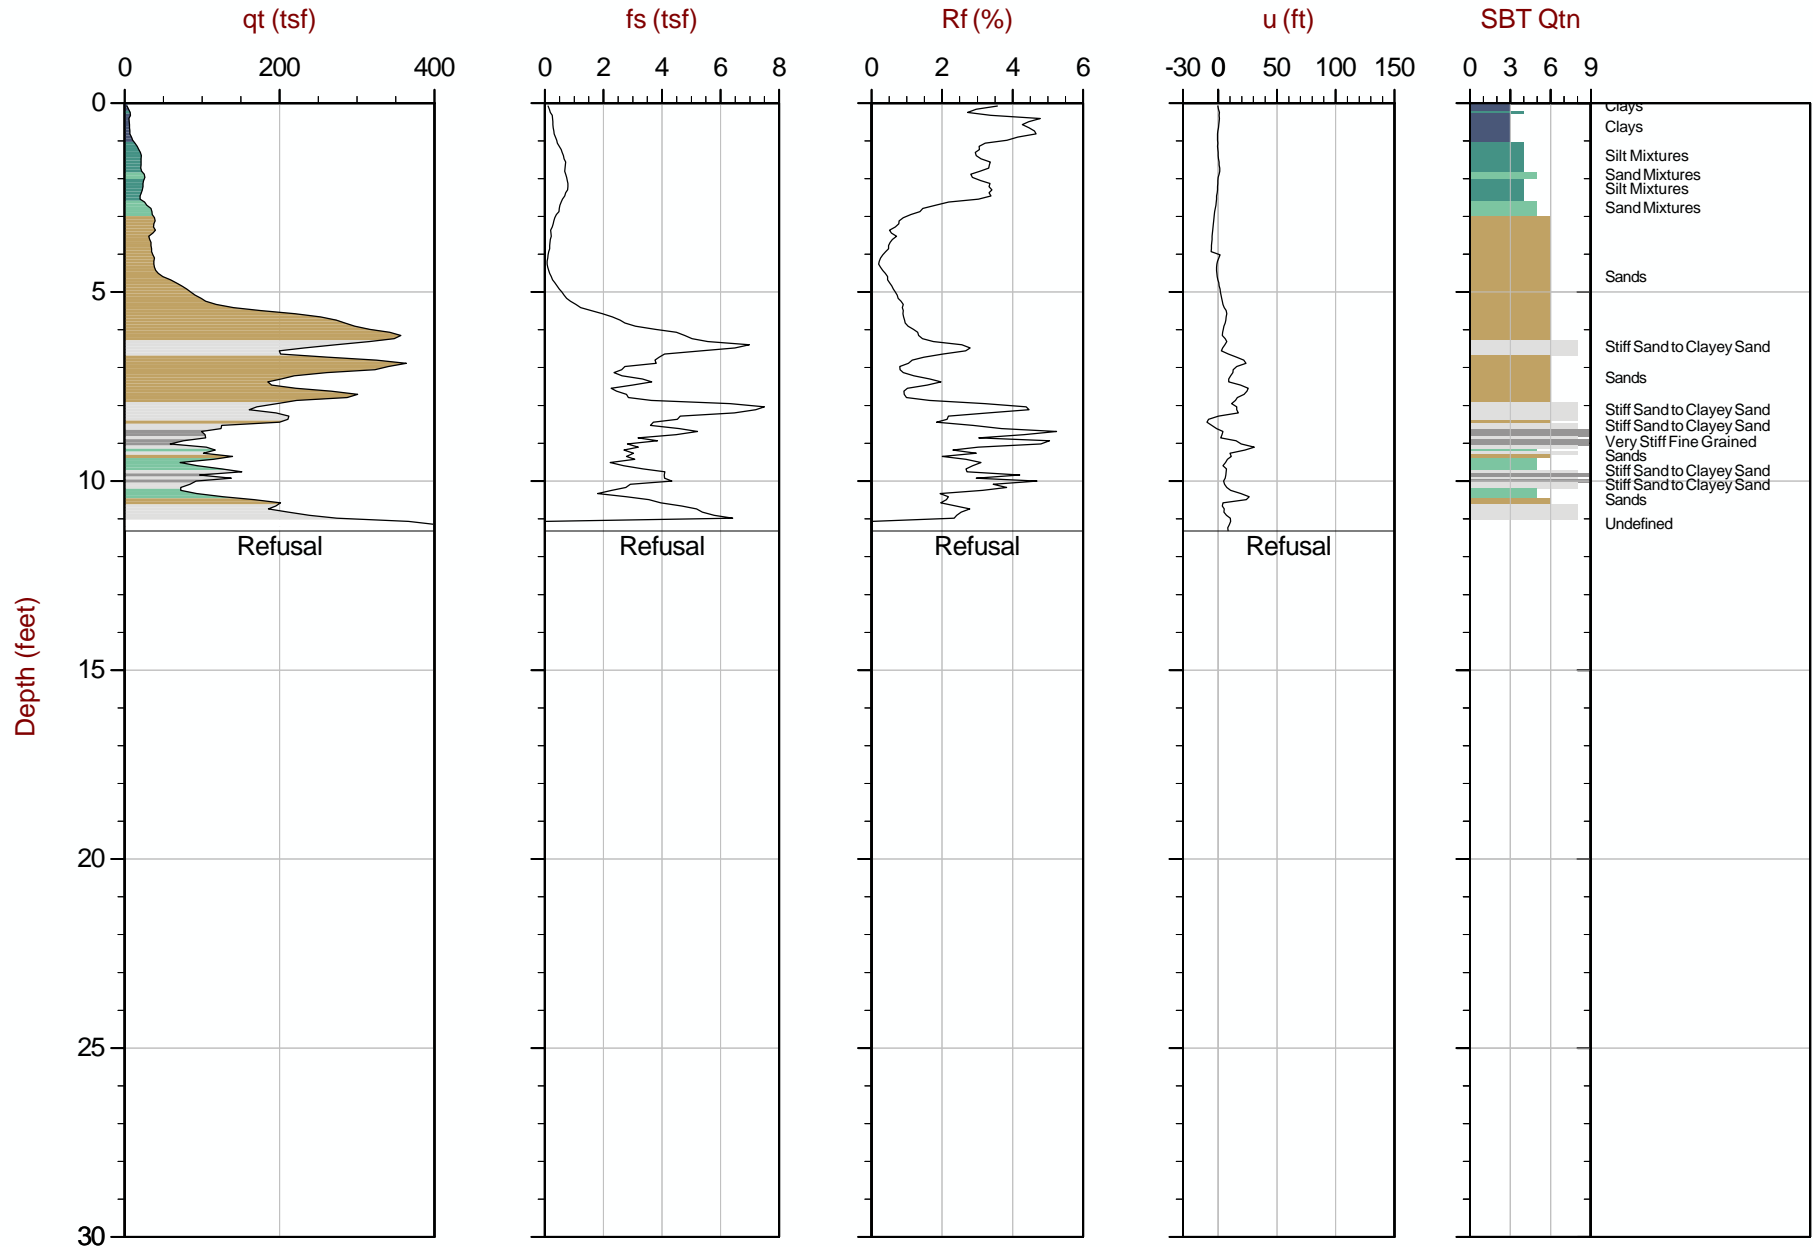 qt (tsf)
fs (tsf)
Rf (%)
u (ft)
SBT Qtn
0 200 400
0 2 4 6 8
0 2 4 6
-30 0 50 100 150
0 3 6 9
0
5
10
15
20
25
30
Depth (feet)
Clays
Clays
Silt Mixtures
Sand Mixtures
Silt Mixtures
Sand Mixtures
Sands
Stiff Sand to Clayey Sand
Sands
Stiff Sand to Clayey Sand
Stiff Sand to Clayey Sand
Very Stiff Fine Grained
Sands
Stiff Sand to Clayey Sand
Stiff Sand to Clayey Sand
Sands
Undefined
Refusal
Refusal
Refusal
Refusal